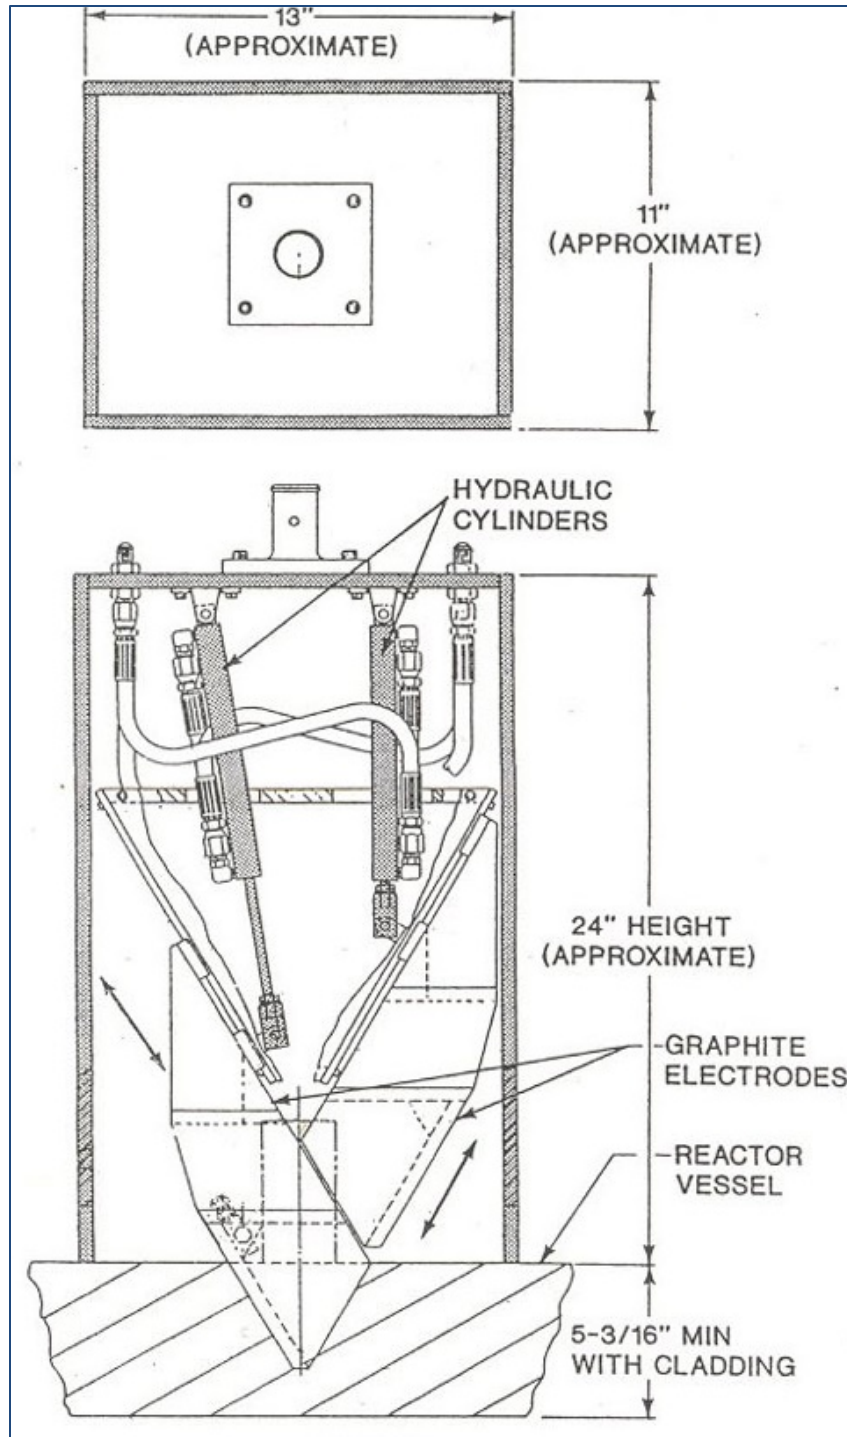 13"
(APPROXIMATE)
11"
(APPROXIMATE)
HYDRAULIC
CYLINDERS
24" HEIGHT
(APPROXIMATE)
GRAPHITE
ELECTRODES
REACTOR
VESSEL
5-3/16" MIN
WITH CLADDING